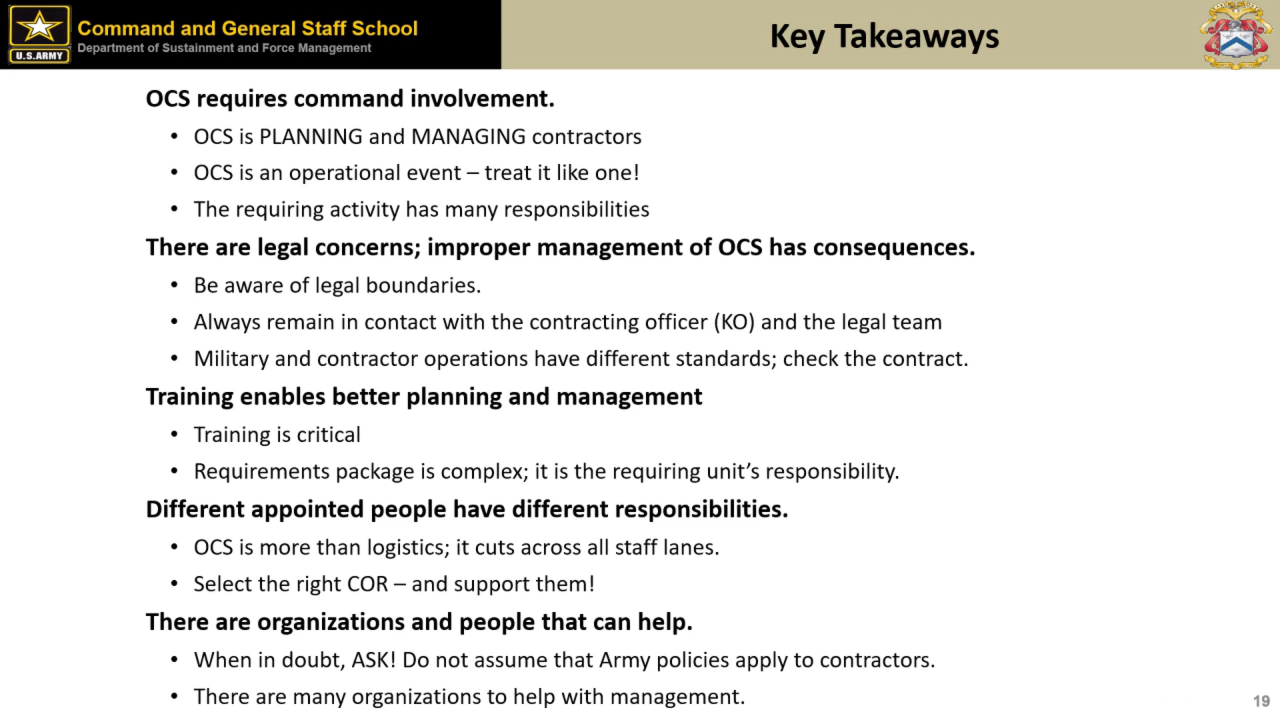 Command and General Staff School
Department of Sustainment and Force Management
U.S.ARMY
Key Takeaways
OCS requires command involvement.
• OCS is PLANNING and MANAGING contractors
• OCS is an operational event – treat it like one!
• The requiring activity has many responsibilities
There are legal concerns; improper management of OCS has consequences.
• Be aware of legal boundaries.
• Always remain in contact with the contracting officer (KO) and the legal team
• Military and contractor operations have different standards; check the contract.
Training enables better planning and management
• Training is critical
• Requirements package is complex; it is the requiring unit’s responsibility.
Different appointed people have different responsibilities.
• OCS is more than logistics; it cuts across all staff lanes.
• Select the right COR – and support them!
There are organizations and people that can help.
• When in doubt, ASK! Do not assume that Army policies apply to contractors.
• There are many organizations to help with management.
19